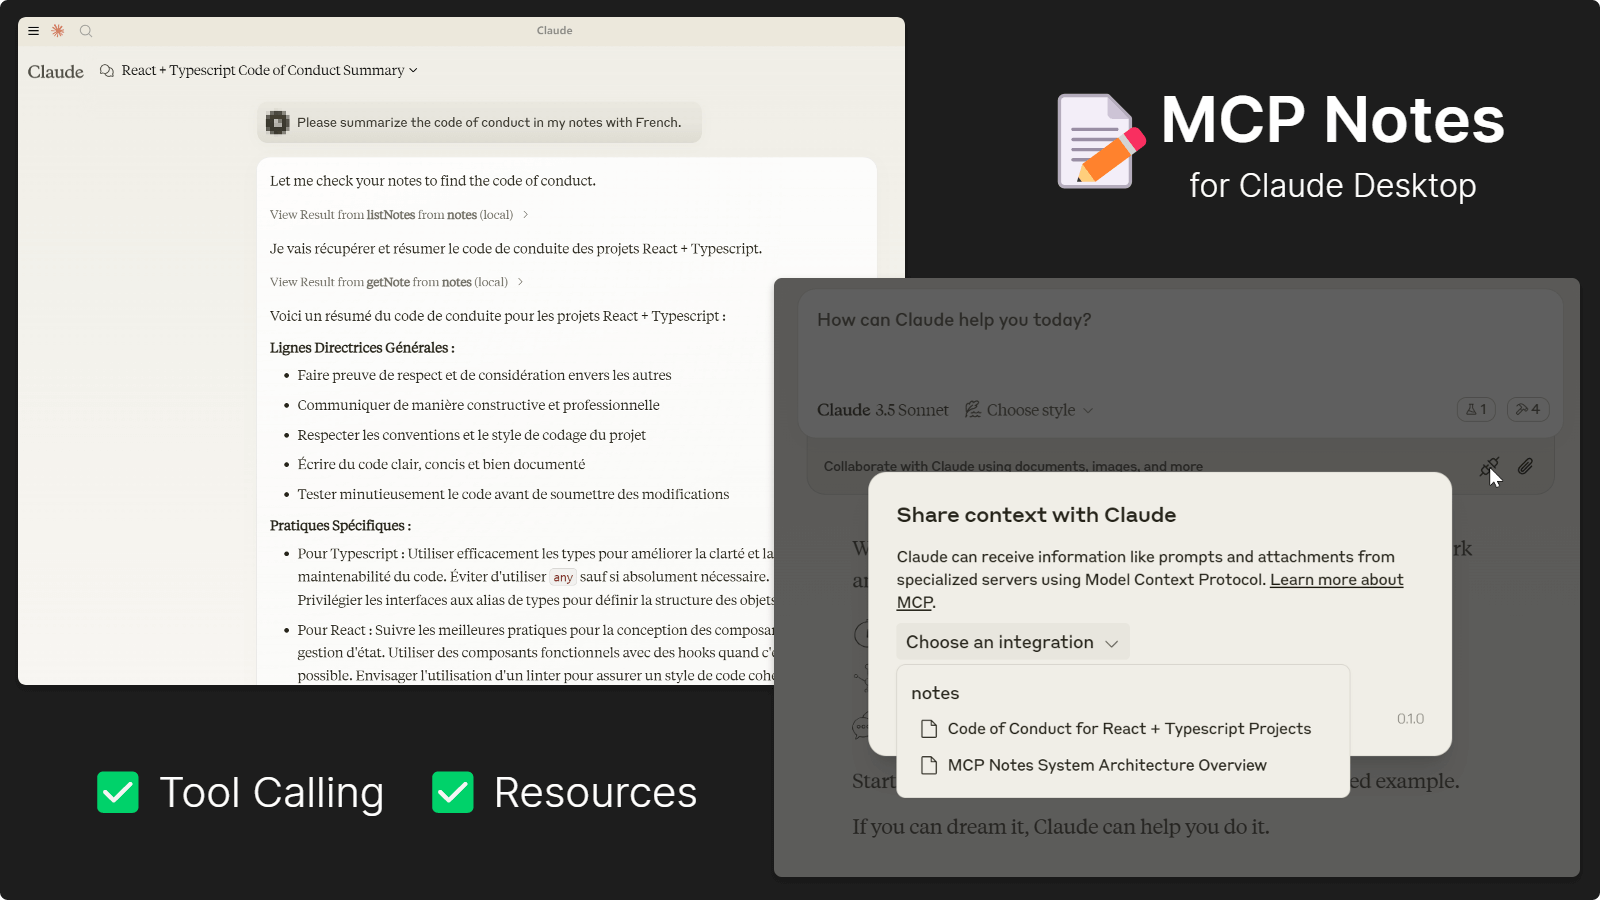 Claude
Claude
React + Typescript Code of Conduct Summary
Please summarize the code of conduct in my notes with French.
Let me check your notes to find the code of conduct.
View Result from listNotes from notes (local)
Je vais récupérer et résumer le code de conduite des projets React + Typescript.
View Result from getNote from notes (local)
Voici un résumé du code de conduite pour les projets React + Typescript :
Lignes Directrices Générales :
Faire preuve de respect et de considération envers les autres
Communiquer de manière constructive et professionnelle
Respecter les conventions et le style de codage du projet
Écrire du code clair, concis et bien documenté
Tester minutieusement le code avant de soumettre des modifications
Pratiques Spécifiques :
Pour Typescript : Utiliser efficacement les types pour améliorer la clarté et la
maintenabilité du code. Éviter d'utiliser any sauf si absolument nécessaire.
Privilégier les interfaces aux alias de types pour définir la structure des objets
Pour React : Suivre les meilleures pratiques pour la conception des
gestion d'état. Utiliser des composants fonctionnels avec des hooks quand
possible. Envisager l'utilisation d'un linter pour assurer un style de code
MCP Notes
for Claude Desktop
How can Claude help you today?
Claude 3.5 Sonnet Choose style
1 4
Collaborate with Claude using documents, images, and more
Share context with Claude
Claude can receive information like prompts and attachments from
specialized servers using Model Context Protocol. Learn more about
MCP.
Choose an integration
notes
Code of Conduct for React + Typescript Projects
0.1.0
MCP Notes System Architecture Overview
Start example.
If you can dream it, Claude can help you do it.
Tool Calling
Resources